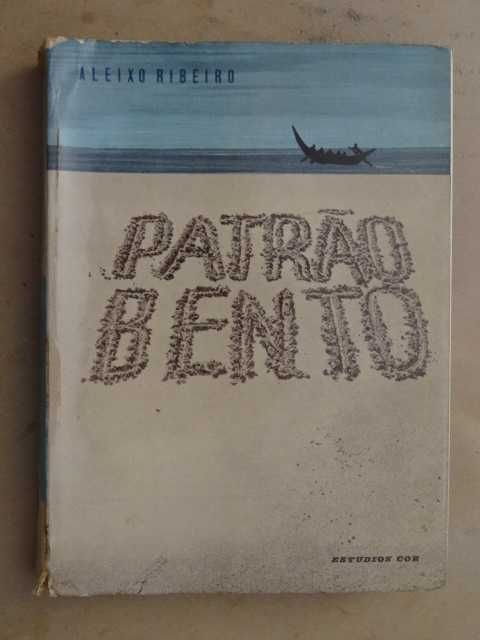 ALEIXO RIBEIRO
PATRÃO
BENTO
ESTUDIOS COR